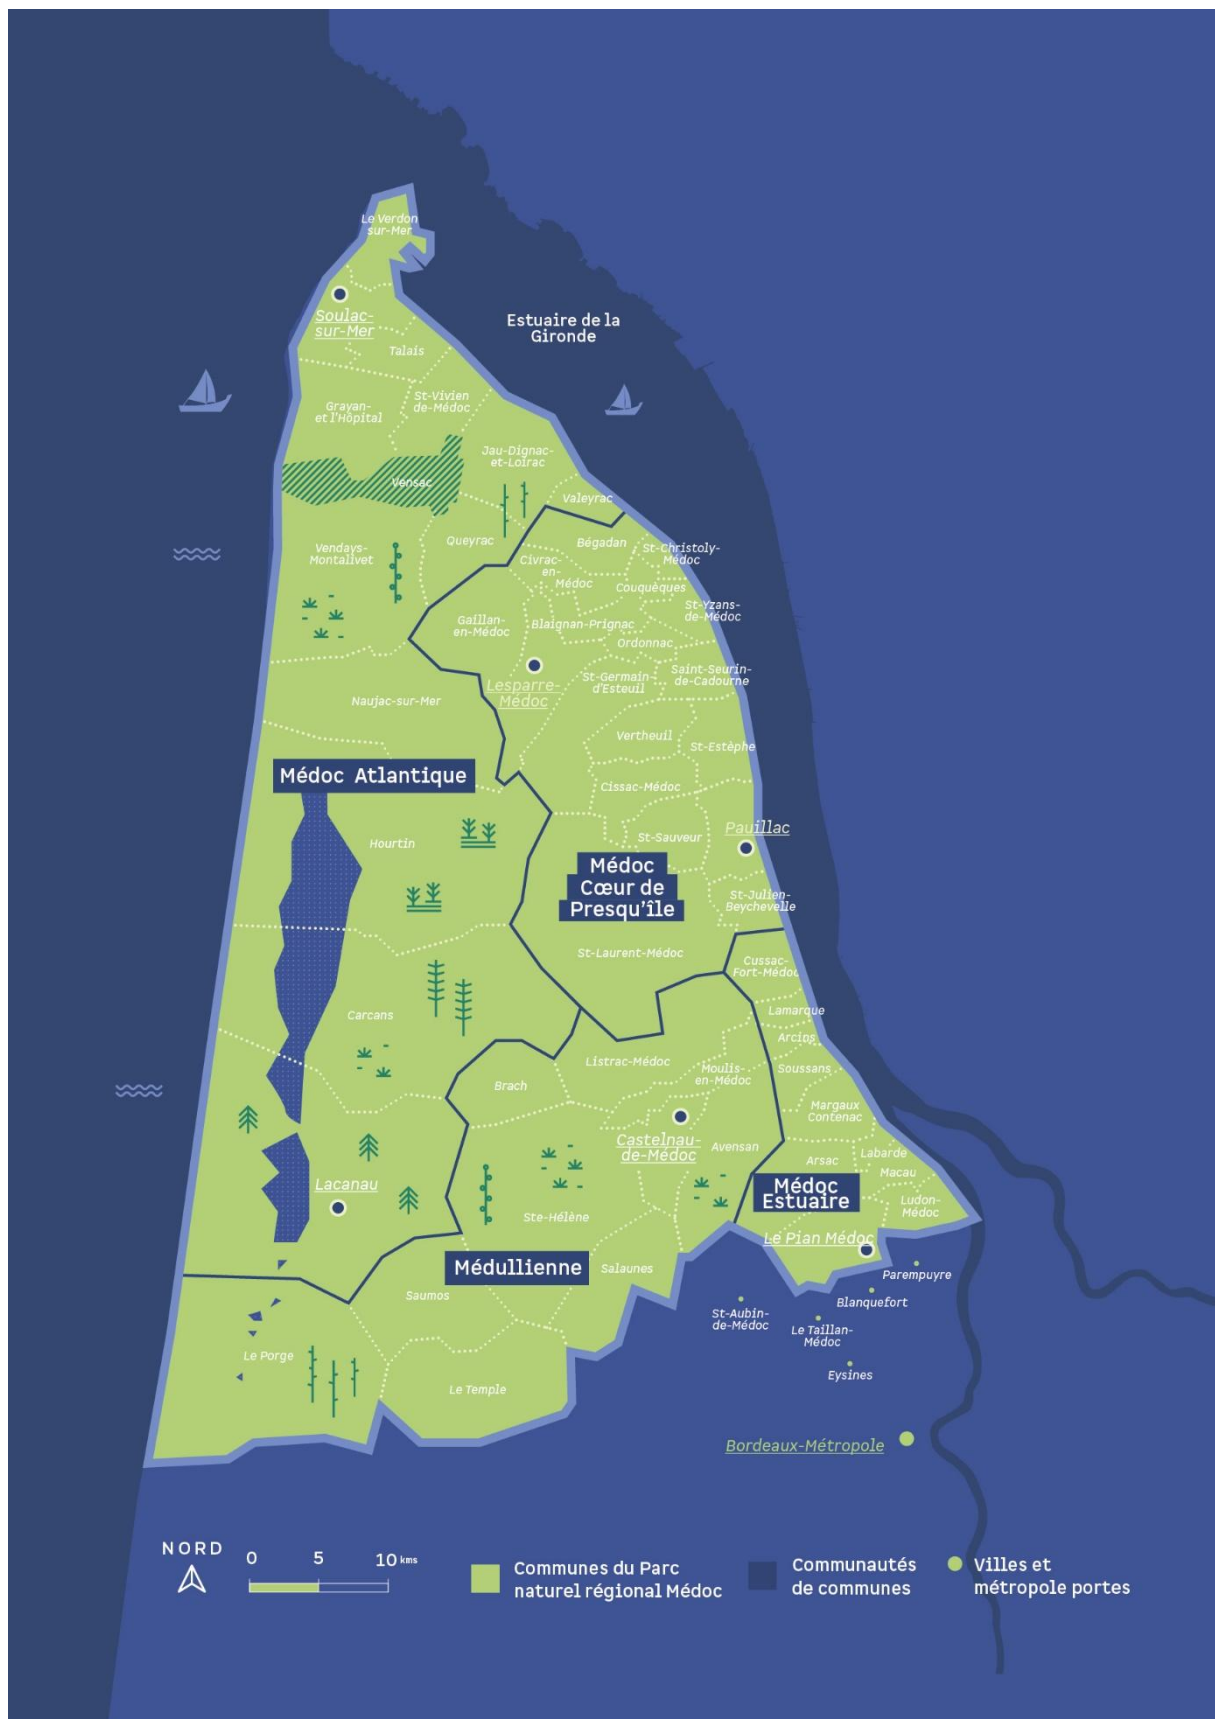 Le Verdon
sur-Mer
Soulac-
sur-Mer
Estuaire de la
Gironde
Talais
Grayan-
et l'Hôpital
St-Vivien
de-Médoc
Jau-Dignac-
et-Loirac
Vensac
Valeyrac
Vendays-
Montalivet
Queyrac
Bégadan
St-Christoly-
Médoc
Civrac-
en-
Médoc
Couquèques
St-Yzans-
de-Médoc
Gaillan-
en-Médoc
Blaignan-Prignac
Ordonnac
Lesparre-
Médoc
St-Germain-
d'Esteuil
Saint-Seurin-
de-Cadourne
Naujac-sur-Mer
Vertheuil
St-Estèphe
Médoc Atlantique
Cissac-Médoc
Hourtin
St-Sauveur
Pauillac
Médoc
Cœur de
Presqu'île
St-Julien-
Beychevelle
St-Laurent-Médoc
Cussac-
Fort-Médoc
Carcans
Lamarque
Arcins
Listrac-Médoc
Moulis-
en-Médoc
Soussans
Brach
Margaux
Contenac
Castelnau-
de-Médoc
Avensan
Arsac
Labarde
Macau
Lacanau
Médoc
Estuaire
Ludon-
Médoc
Ste-Hélène
Le Pian Médoc
Médullienne
Salaunes
Parempuyre
Saumos
Blanquefort
St-Aubin-
de-Médoc
Le Taillan-
Médoc
Le Porge
Eysines
Le Temple
Bordeaux-Métropole
NORD
0 5 10 kms
Communes du Parc
naturel régional Médoc
Communautés
de communes
Villes et
métropole portes